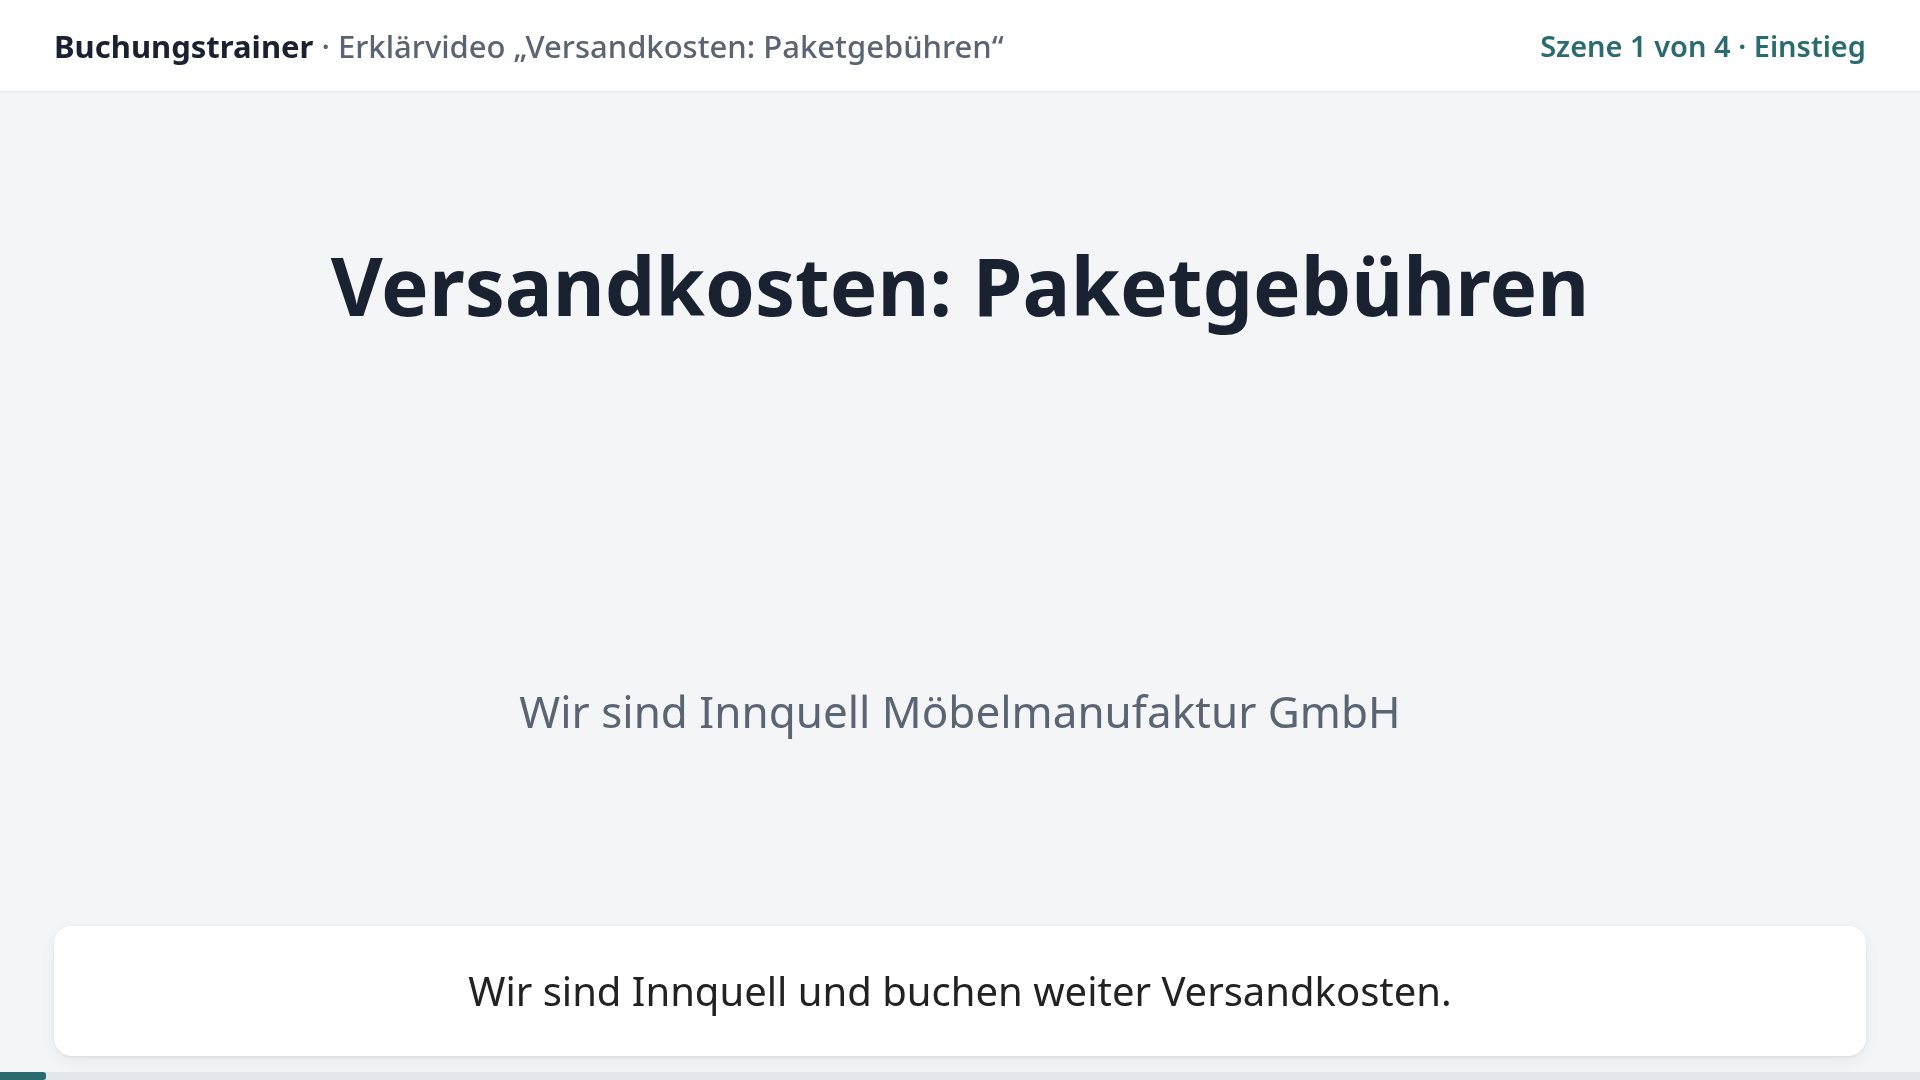 Buchungstrainer · Erklärvideo „Versandkosten: Paketgebühren“
Szene 1 von 4 · Einstieg
Versandkosten: Paketgebühren
Wir sind Innquell Möbelmanufaktur GmbH
Wir sind Innquell und buchen weiter Versandkosten.